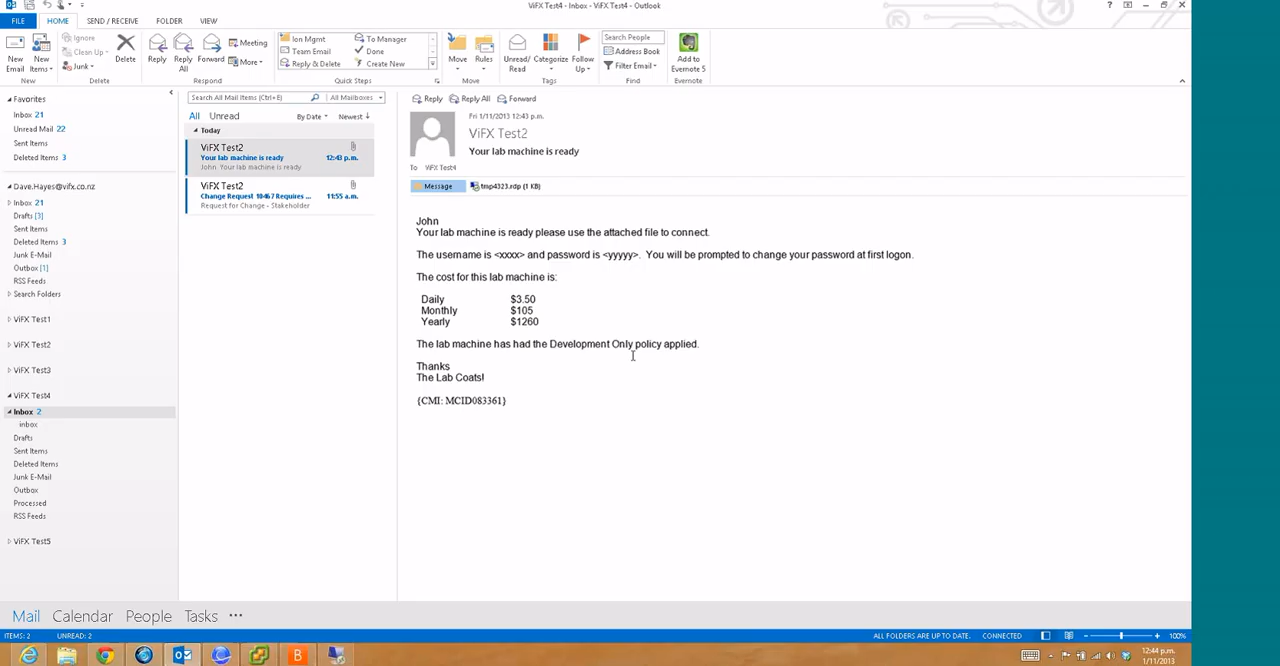 ViFX Test4 - Inbox - ViFX Test4 - Outlook
FILE HOME SEND / RECEIVE FOLDER VIEW
New Email
New Items
Ignore
Clean Up
Junk
Delete
Reply
Reply All
Forward
Meeting
More
Ion Mgmt
Team Email
Reply & Delete
To Manager
Done
Create New
Move
Rules
Unread/ Read
Categorize
Follow Up
Search People
Address Book
Filter Email
Add to Evernote 5
New Delete Respond Quick Steps Move Tags Find Evernote
Favorites
Inbox 21
Unread Mail 22
Sent Items
Deleted Items 3
Dave.Hayes@vifx.co.nz
Inbox 21
Drafts [3]
Sent Items
Deleted Items 3
Junk E-Mail
Outbox [1]
RSS Feeds
Search Folders
ViFX Test1
ViFX Test2
ViFX Test3
ViFX Test4
Inbox 2
inbox
Drafts
Sent Items
Deleted Items
Junk E-Mail
Outbox
Processed
RSS Feeds
ViFX Test5
Search All Mail Items (Ctrl+E) All Mailboxes
All Unread By Date Newest
Today
ViFX Test2
Your lab machine is ready 12:43 p.m.
John Your lab machine is ready
ViFX Test2
Change Request 10467 Requires ... 11:55 a.m.
Request for Change - Stakeholder
Reply Reply All Forward
Fri 1/11/2013 12:43 p.m.
ViFX Test2
Your lab machine is ready
To ViFX Test4
Message tmp4323.rdp (1 KB)
John
Your lab machine is ready please use the attached file to connect.
The username is <xxxx> and password is <yyyyy>. You will be prompted to change your password at first logon.
The cost for this lab machine is:
Daily $3.50
Monthly $105
Yearly $1260
The lab machine has had the Development Only policy applied.
Thanks
The Lab Coats!
{CMI: MCID083361}
Mail Calendar People Tasks ...
ITEMS: 2 UNREAD: 2 ALL FOLDERS ARE UP TO DATE. CONNECTED 100%
12:44 p.m.
1/11/2013